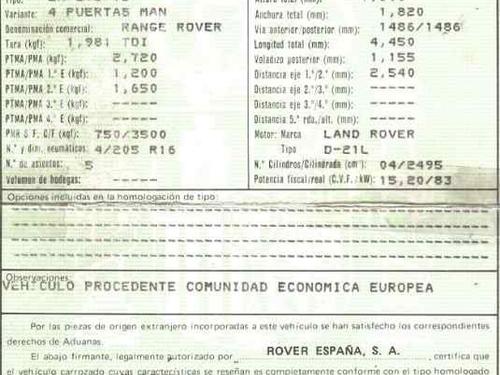 Variante: 4 PUERTAS MAN
Denominación comercial: RANGE ROVER
Tara (kgf): 1,981 TDI
PTMA/PMA (kgf): 2,720
PTMA/PMA 1.º E (kgf): 1,200
PTMA/PMA 2.º E (kgf): 1,650
PTMA/PMA 3.º E (kgf): -----
PTMA/PMA 4.º E (kgf): -----
PMR S F. C/F (kgf): 750/3500
N.º y dim. neumáticos: 4/205 R16
N.º de asientos: 5
Volumen de bodegas: -----
Anchura total (mm): 1,820
Vía anterior/posterior (mm): 1486/1486
Longitud total (mm): 4,450
Voladizo posterior (mm): 1,155
Distancia eje 1.º/2.º (mm): 2,540
Distancia eje 2.º/3.º (mm): -----
Distancia eje 3.º/4.º (mm): -----
Distancia 5.ª rda./alt. (mm): -----
Motor: Marca LAND ROVER
Tipo D-21L
N.º Cilindros/Cilindrada (cm³): 04/2495
Potencia fiscal/real (C.V.F./kW): 15,20/83
Opciones incluidas en la homologación de tipo:
Observaciones:
VEHICULO PROCEDENTE COMUNIDAD ECONOMICA EUROPEA
Por las piezas de origen extranjero incorporadas a este vehículo se han satisfecho los correspondientes
derechos de Aduanas.
El abajo firmante, legalmente autorizado por ROVER ESPAÑA, S. A. , certifica que
el vehículo carrozado cuyas características se reseñan es completamente conforme con el tipo homologado